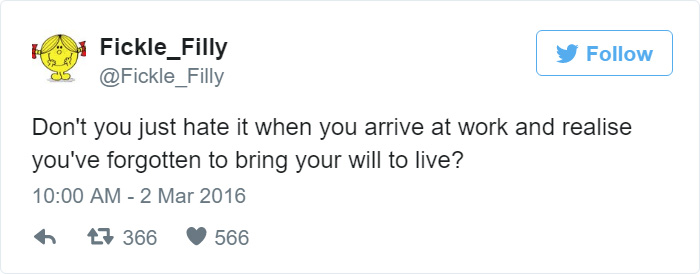 Fickle_Filly
@Fickle_Filly
Follow
Don't you just hate it when you arrive at work and realise
you've forgotten to bring your will to live?
10:00 AM - 2 Mar 2016
366 566